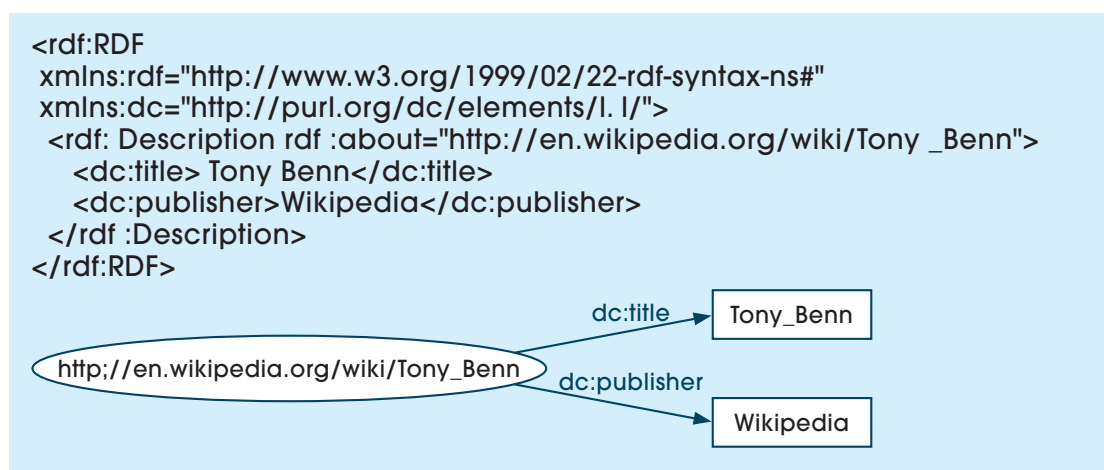 <rdf:RDF
xmlns:rdf="http://www.w3.org/1999/02/22-rdf-syntax-ns#"
xmlns:dc="http://purl.org/dc/elements/l. l/">
<rdf: Description rdf :about="http://en.wikipedia.org/wiki/Tony _Benn">
<dc:title> Tony Benn</dc:title>
<dc:publisher>Wikipedia</dc:publisher>
</rdf :Description>
</rdf:RDF>
dc:title
Tony_Benn
http;//en.wikipedia.org/wiki/Tony_Benn
dc:publisher
Wikipedia